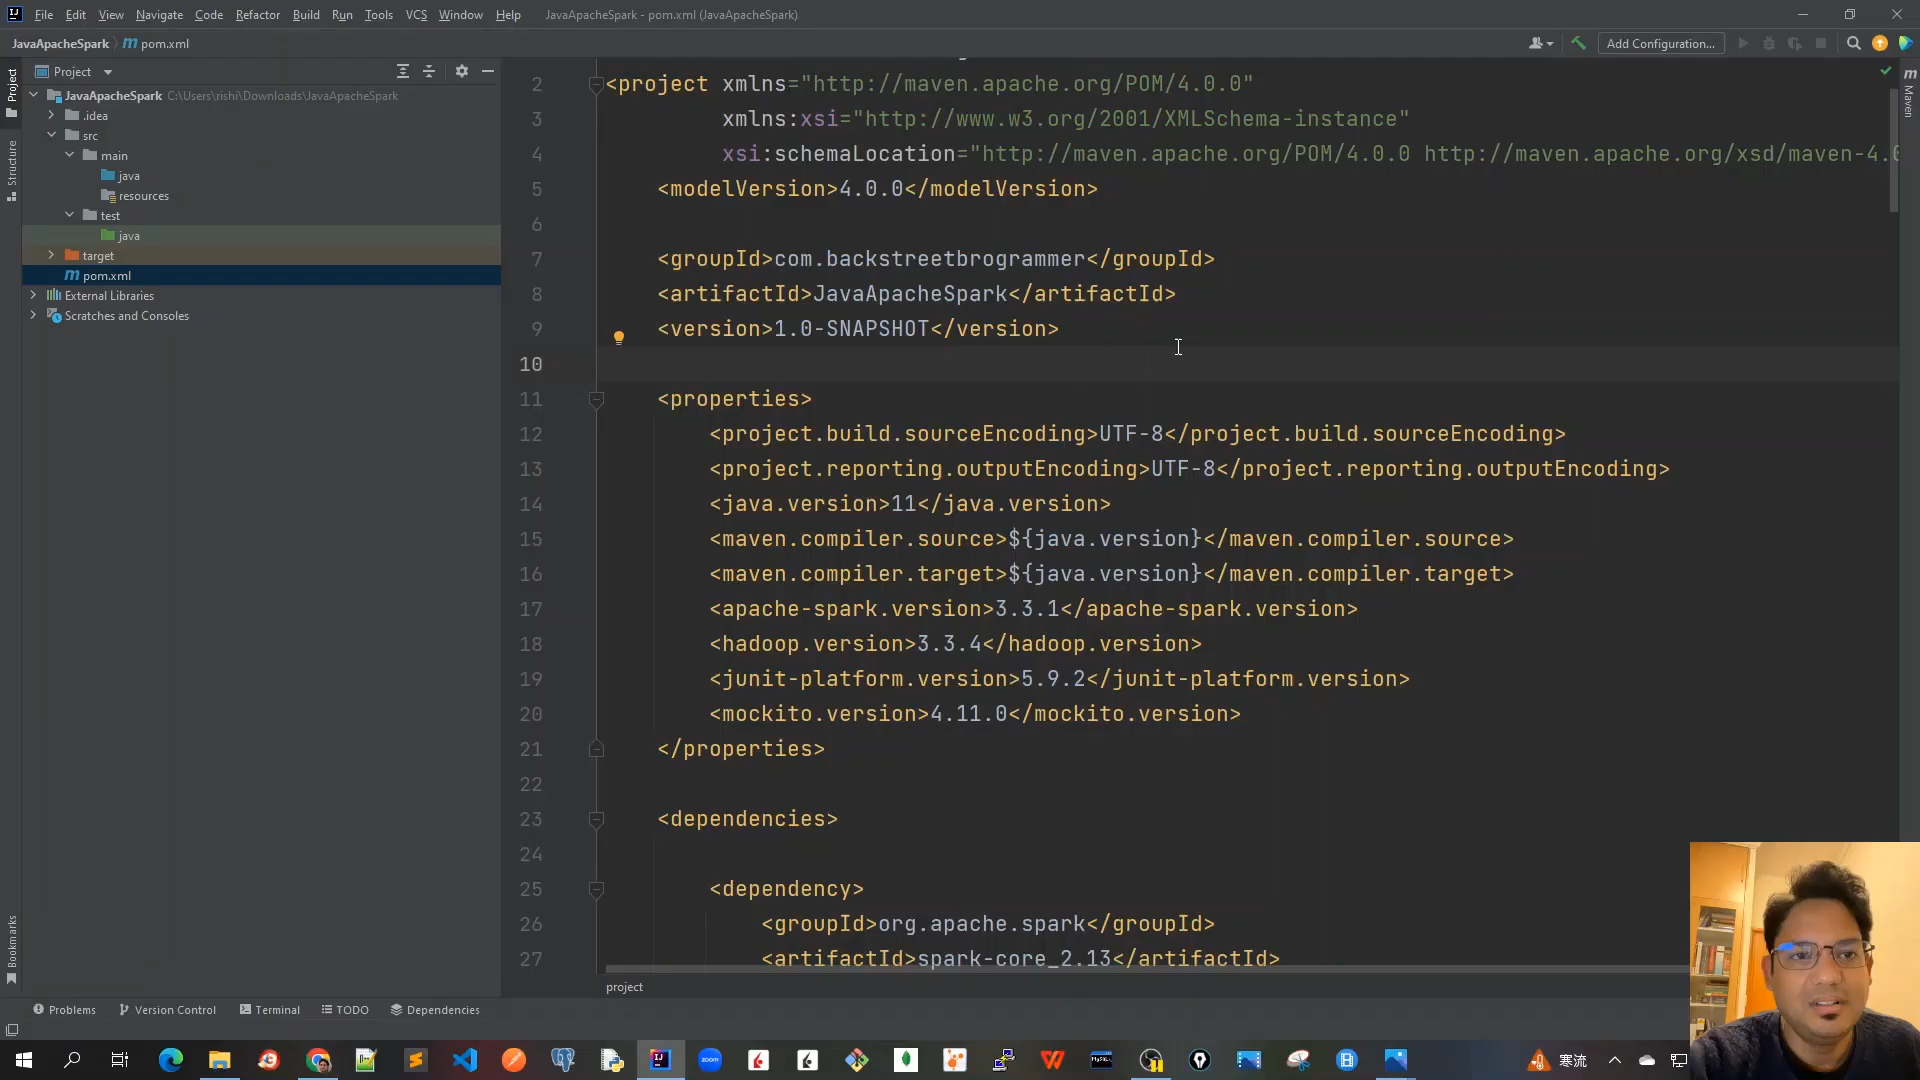 File Edit View Navigate Code Refactor Build Run Tools VCS Window Help JavaApacheSpark - pom.xml (JavaApacheSpark)
JavaApacheSpark m pom.xml Add Configuration...
Project
JavaApacheSpark C:\Users\rishi\Downloads\JavaApacheSpark
.idea
src
main
java
resources
test
java
target
m pom.xml
External Libraries
Scratches and Consoles
Project
Structure
Bookmarks
2 <project xmlns="http://maven.apache.org/POM/4.0.0"
3 xmlns:xsi="http://www.w3.org/2001/XMLSchema-instance"
4 xsi:schemaLocation="http://maven.apache.org/POM/4.0.0 http://maven.apache.org/xsd/maven-4.0
5 <modelVersion>4.0.0</modelVersion>
6
7 <groupId>com.backstreetbrogrammer</groupId>
8 <artifactId>JavaApacheSpark</artifactId>
9 <version>1.0-SNAPSHOT</version>
10
11 <properties>
12 <project.build.sourceEncoding>UTF-8</project.build.sourceEncoding>
13 <project.reporting.outputEncoding>UTF-8</project.reporting.outputEncoding>
14 <java.version>11</java.version>
15 <maven.compiler.source>${java.version}</maven.compiler.source>
16 <maven.compiler.target>${java.version}</maven.compiler.target>
17 <apache-spark.version>3.3.1</apache-spark.version>
18 <hadoop.version>3.3.4</hadoop.version>
19 <junit-platform.version>5.9.2</junit-platform.version>
20 <mockito.version>4.11.0</mockito.version>
21 </properties>
22
23 <dependencies>
24
25 <dependency>
26 <groupId>org.apache.spark</groupId>
27 <artifactId>spark-core_2.13</artifactId>
project
m Maven
Problems Version Control Terminal TODO Dependencies
寒流